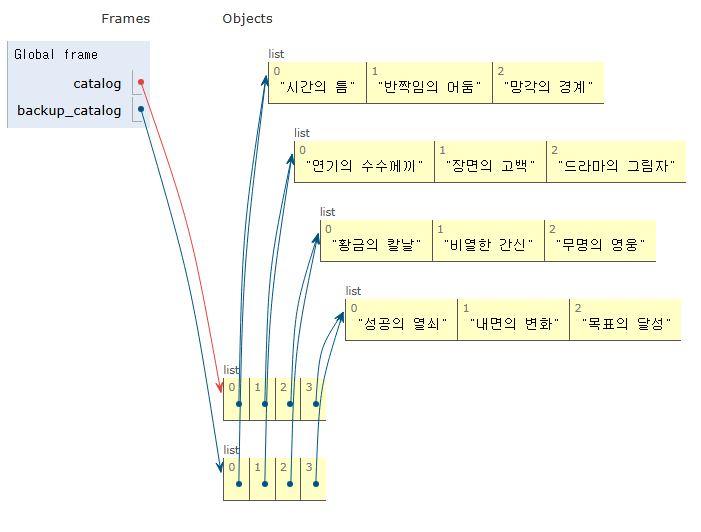 Frames Objects
Global frame
catalog
backup_catalog
list
0 1 2
"시간의 틈" "반짝임의 어둠" "망각의 경계"
list
0 1 2
"연기의 수수께끼" "장면의 고백" "드라마의 그림자"
list
0 1 2
"황금의 칼날" "비열한 간신" "무명의 영웅"
list
0 1 2
"성공의 열쇠" "내면의 변화" "목표의 달성"
list
0 1 2 3
list
0 1 2 3